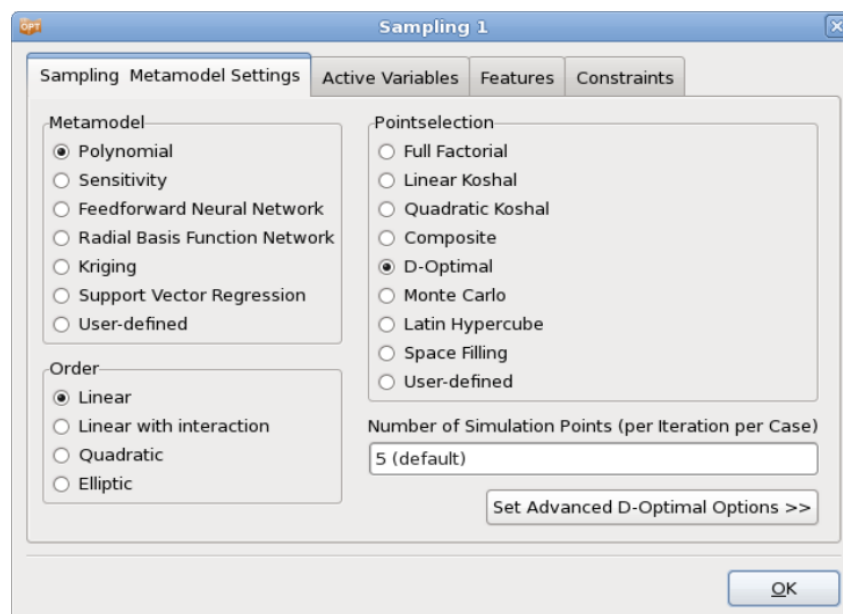 OPT
Sampling 1
Sampling Metamodel Settings
Active Variables
Features
Constraints
Metamodel
Polynomial
Sensitivity
Feedforward Neural Network
Radial Basis Function Network
Kriging
Support Vector Regression
User-defined
Order
Linear
Linear with interaction
Quadratic
Elliptic
Pointselection
Full Factorial
Linear Koshal
Quadratic Koshal
Composite
D-Optimal
Monte Carlo
Latin Hypercube
Space Filling
User-defined
Number of Simulation Points (per Iteration per Case)
5 (default)
Set Advanced D-Optimal Options >>
OK